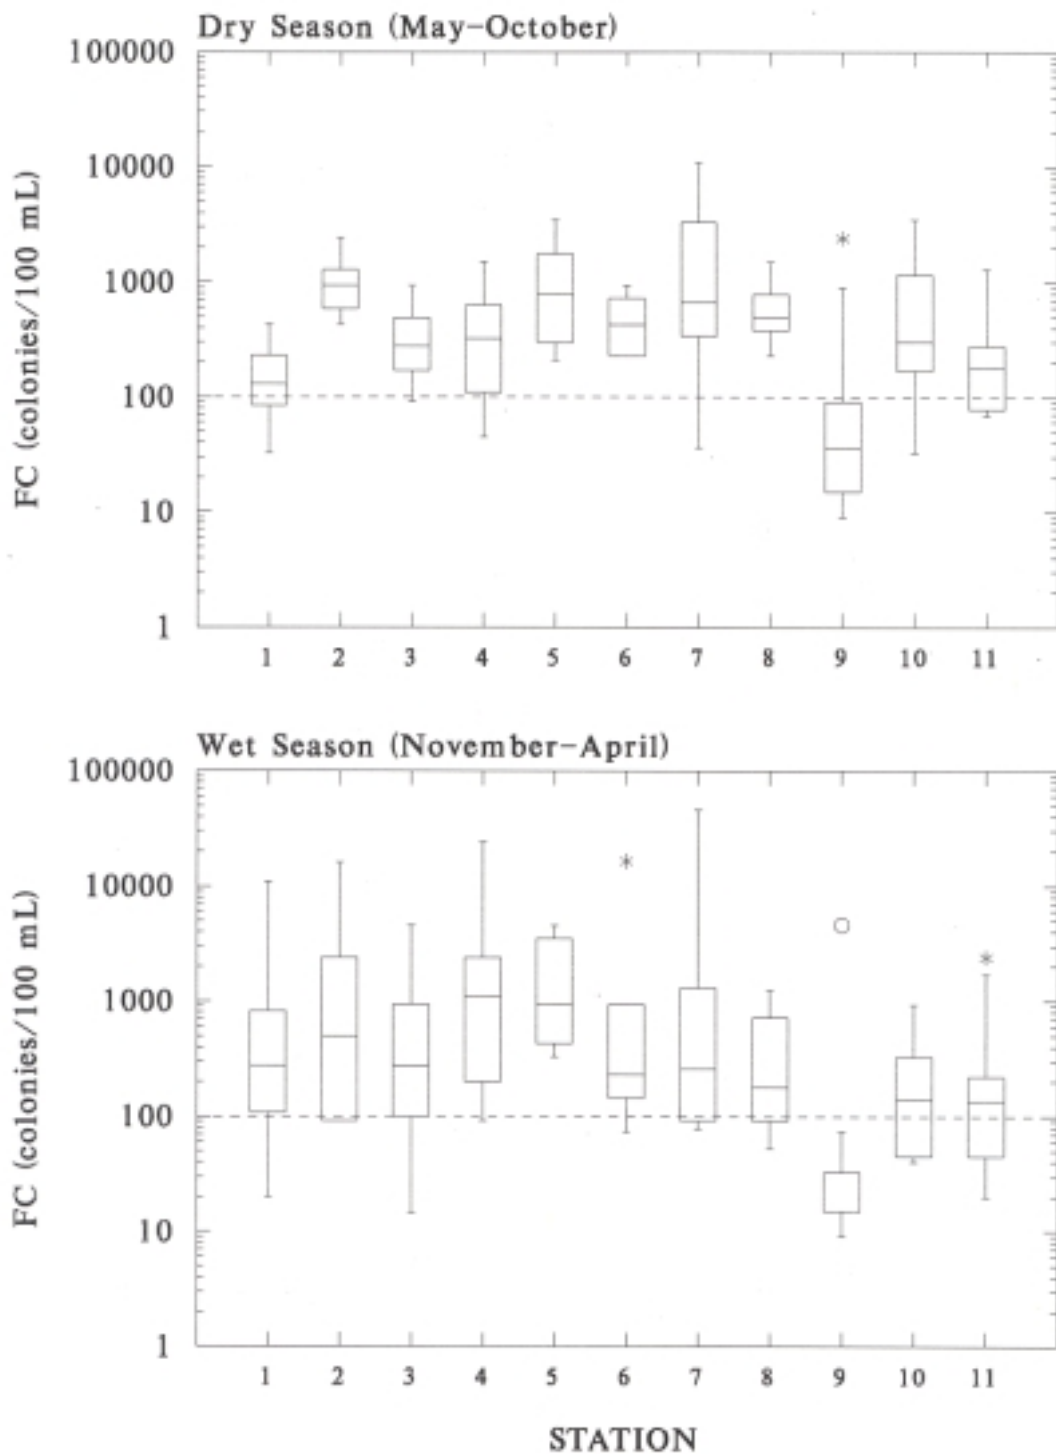 Dry Season (May-October)
100000
10000
1000
100
10
1
FC (colonies/100 mL)
1 2 3 4 5 6 7 8 9 10 11
Wet Season (November-April)
100000
10000
1000
100
10
1
FC (colonies/100 mL)
1 2 3 4 5 6 7 8 9 10 11
STATION